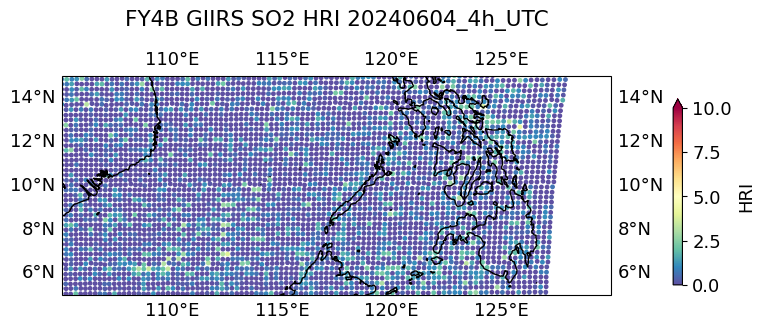 FY4B GIIRS SO2 HRI 20240604_4h_UTC
110°E 115°E 120°E 125°E
14°N 14°N 10.0
12°N 12°N 7.5
10°N 10°N 5.0 HRI
8°N 8°N 2.5
6°N 6°N 0.0
110°E 115°E 120°E 125°E